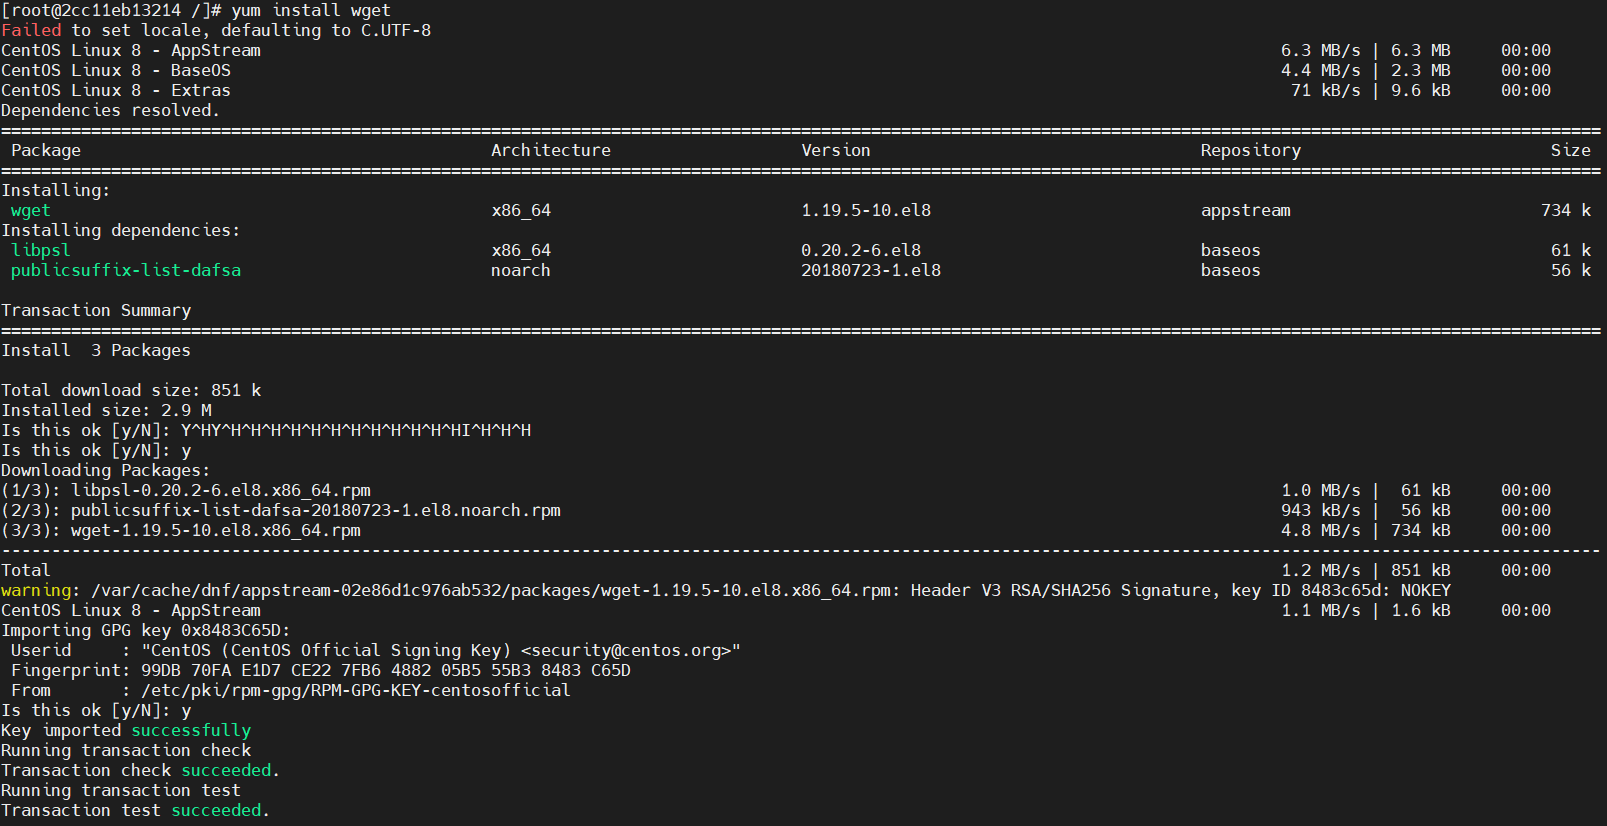 [root@2cc11eb13214 /]# yum install wget
Failed to set locale, defaulting to C.UTF-8
CentOS Linux 8 - AppStream 6.3 MB/s | 6.3 MB 00:00
CentOS Linux 8 - BaseOS 4.4 MB/s | 2.3 MB 00:00
CentOS Linux 8 - Extras 71 kB/s | 9.6 kB 00:00
Dependencies resolved.
================================================================================================================================================================
Package Architecture Version Repository Size
================================================================================================================================================================
Installing:
wget x86_64 1.19.5-10.el8 appstream 734 k
Installing dependencies:
libpsl x86_64 0.20.2-6.el8 baseos 61 k
publicsuffix-list-dafsa noarch 20180723-1.el8 baseos 56 k
Transaction Summary
================================================================================================================================================================
Install 3 Packages
Total download size: 851 k
Installed size: 2.9 M
Is this ok [y/N]: Y^HY^H^H^H^H^H^H^H^H^H^H^H^HI^H^H^H
Is this ok [y/N]: y
Downloading Packages:
(1/3): libpsl-0.20.2-6.el8.x86_64.rpm 1.0 MB/s | 61 kB 00:00
(2/3): publicsuffix-list-dafsa-20180723-1.el8.noarch.rpm 943 kB/s | 56 kB 00:00
(3/3): wget-1.19.5-10.el8.x86_64.rpm 4.8 MB/s | 734 kB 00:00
----------------------------------------------------------------------------------------------------------------------------------------------------------------
Total 1.2 MB/s | 851 kB 00:00
warning: /var/cache/dnf/appstream-02e86d1c976ab532/packages/wget-1.19.5-10.el8.x86_64.rpm: Header V3 RSA/SHA256 Signature, key ID 8483c65d: NOKEY
CentOS Linux 8 - AppStream 1.1 MB/s | 1.6 kB 00:00
Importing GPG key 0x8483C65D:
Userid : "CentOS (CentOS Official Signing Key) <security@centos.org>"
Fingerprint: 99DB 70FA E1D7 CE22 7FB6 4882 05B5 55B3 8483 C65D
From : /etc/pki/rpm-gpg/RPM-GPG-KEY-centosofficial
Is this ok [y/N]: y
Key imported successfully
Running transaction check
Transaction check succeeded.
Running transaction test
Transaction test succeeded.